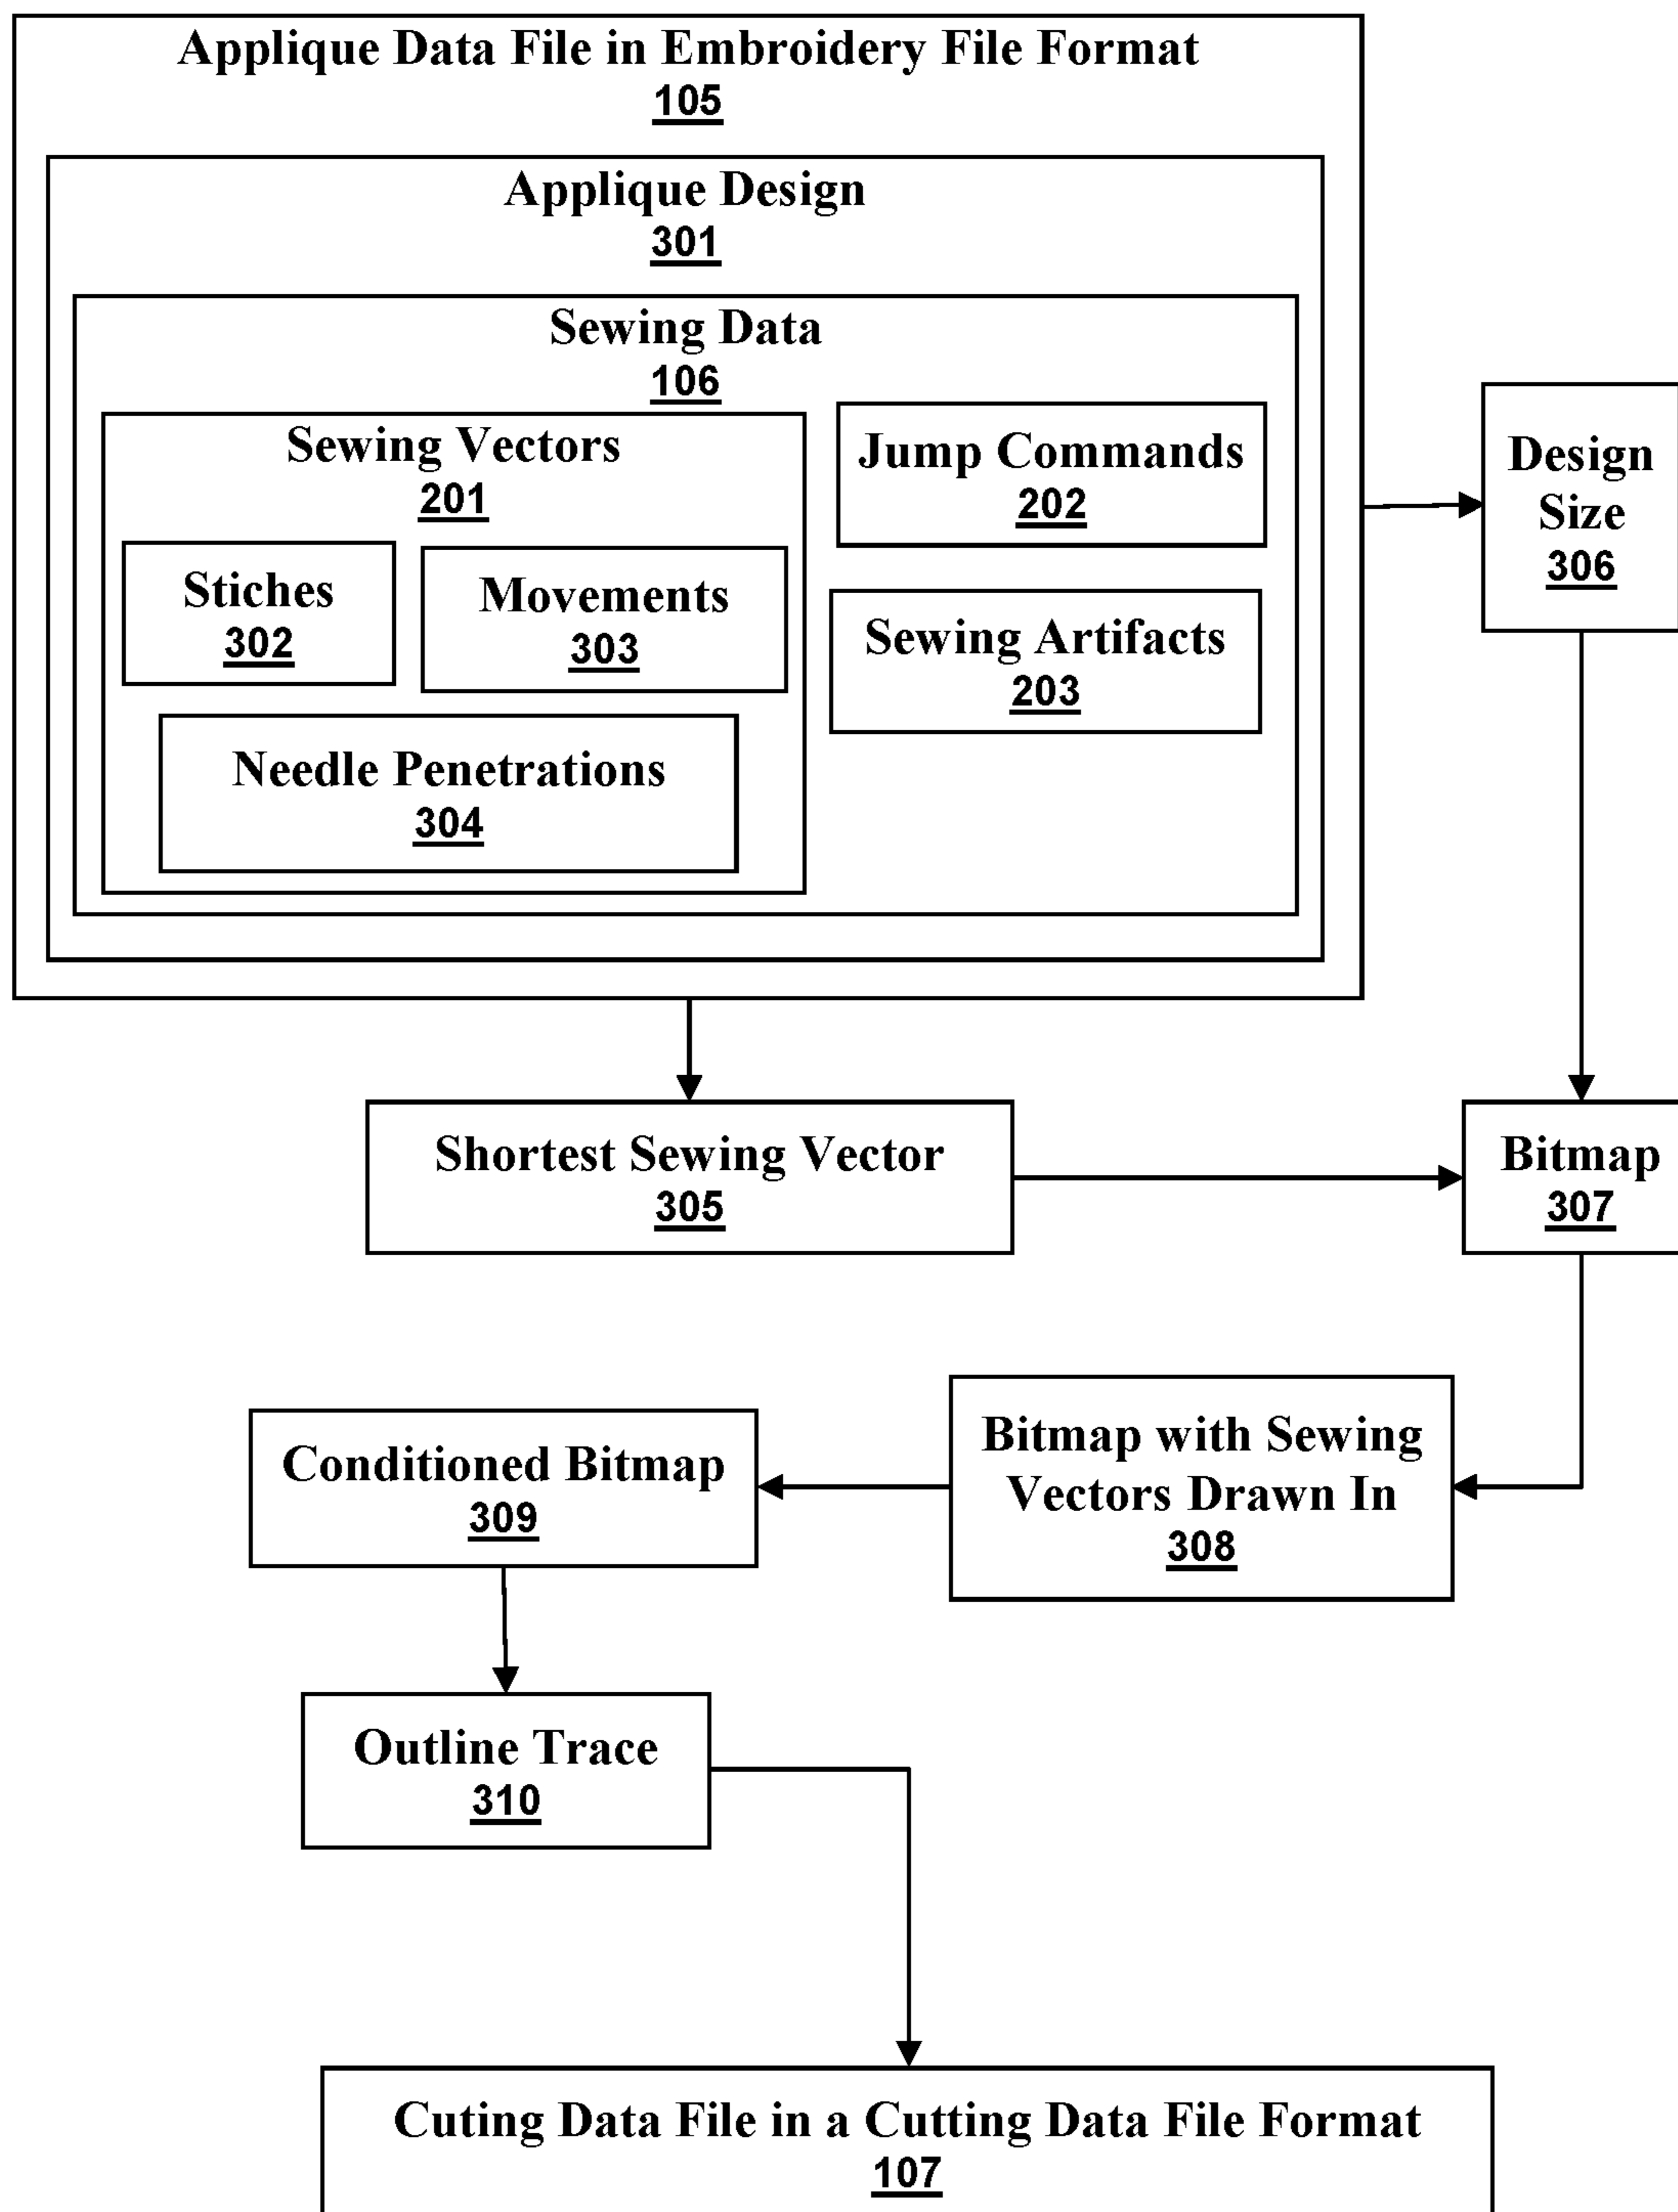 Applique Data File in Embroidery File Format
105
Applique Design
301
Sewing Data
106
Sewing Vectors
201
Jump Commands
202
Stiches
302
Movements
303
Sewing Artifacts
203
Needle Penetrations
304
Design
Size
306
Shortest Sewing Vector
305
Bitmap
307
Bitmap with Sewing
Vectors Drawn In
308
Conditioned Bitmap
309
Outline Trace
310
Cuting Data File in a Cutting Data File Format
107